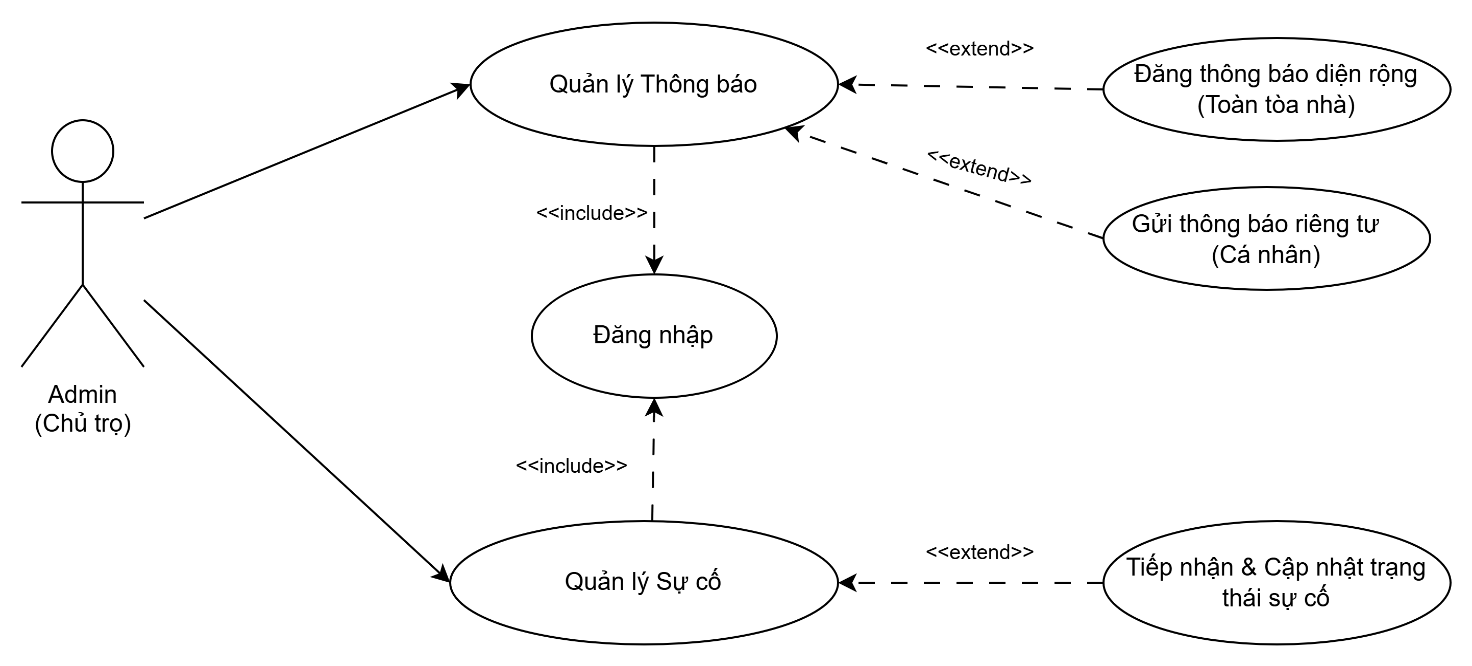 <<extend>>
Quản lý Thông báo
Đăng thông báo diện rộng
(Toàn tòa nhà)
<<extend>>
<<include>>
Gửi thông báo riêng tư
(Cá nhân)
Đăng nhập
Admin
(Chủ trọ)
<<include>>
<<extend>>
Quản lý Sự cố
Tiếp nhận & Cập nhật trạng
thái sự cố